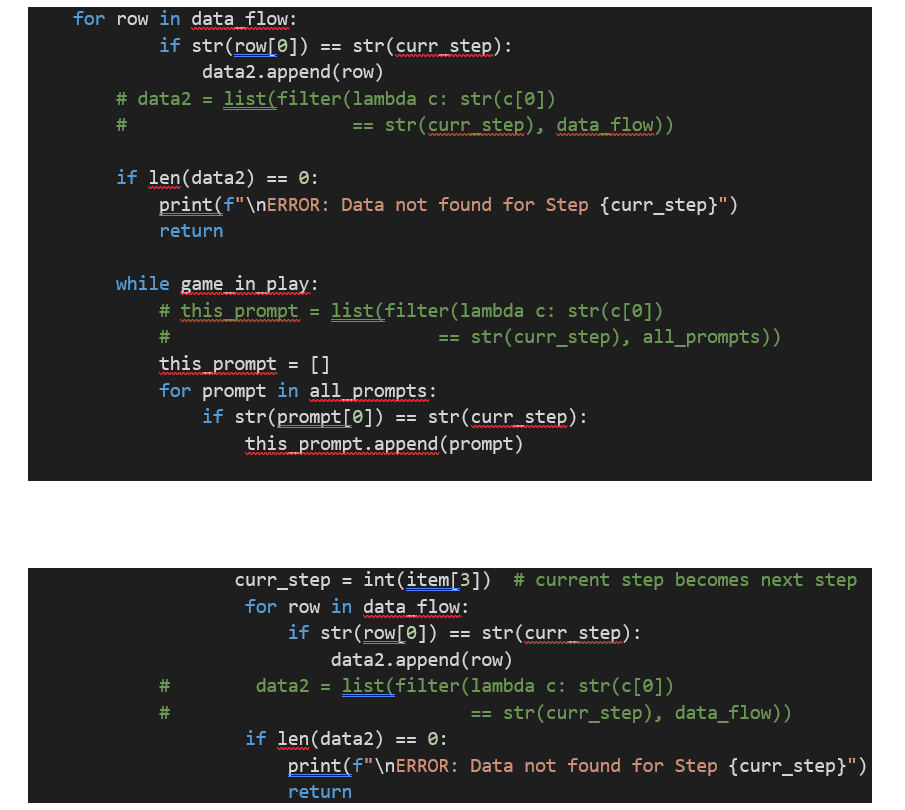 for row in data_flow:
if str(row[0]) == str(curr_step):
data2.append(row)
# data2 = list(filter(lambda c: str(c[0])
# == str(curr_step), data_flow))
if len(data2) == 0:
print(f"\nERROR: Data not found for Step {curr_step}")
return
while game_in_play:
# this_prompt = list(filter(lambda c: str(c[0])
# == str(curr_step), all_prompts))
this_prompt = []
for prompt in all_prompts:
if str(prompt[0]) == str(curr_step):
this_prompt.append(prompt)
curr_step = int(item[3]) # current step becomes next step
for row in data_flow:
if str(row[0]) == str(curr_step):
data2.append(row)
# data2 = list(filter(lambda c: str(c[0])
# == str(curr_step), data_flow))
if len(data2) == 0:
print(f"\nERROR: Data not found for Step {curr_step}")
return